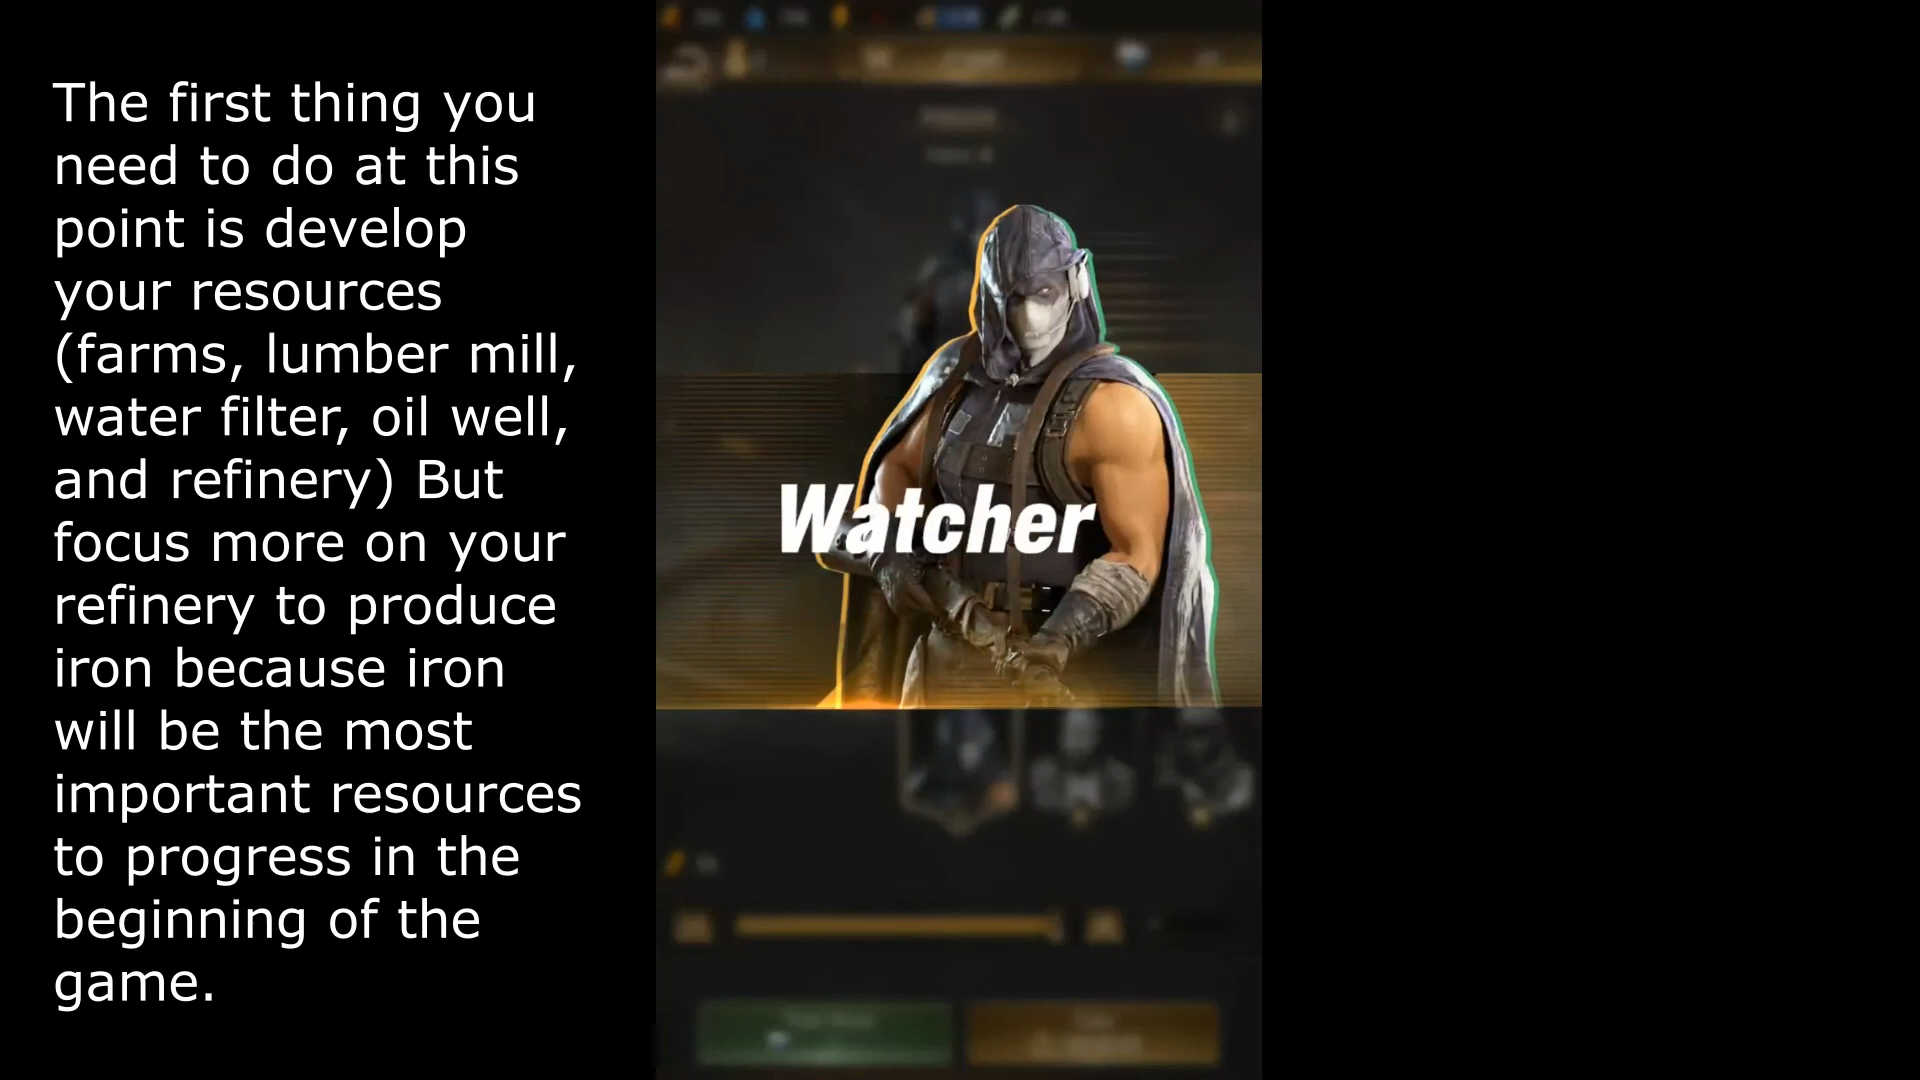 The first thing you
need to do at this
point is develop
your resources
(farms, lumber mill,
water filter, oil well,
and refinery) But
focus more on your
refinery to produce
iron because iron
will be the most
important resources
to progress in the
beginning of the
game.
Watcher